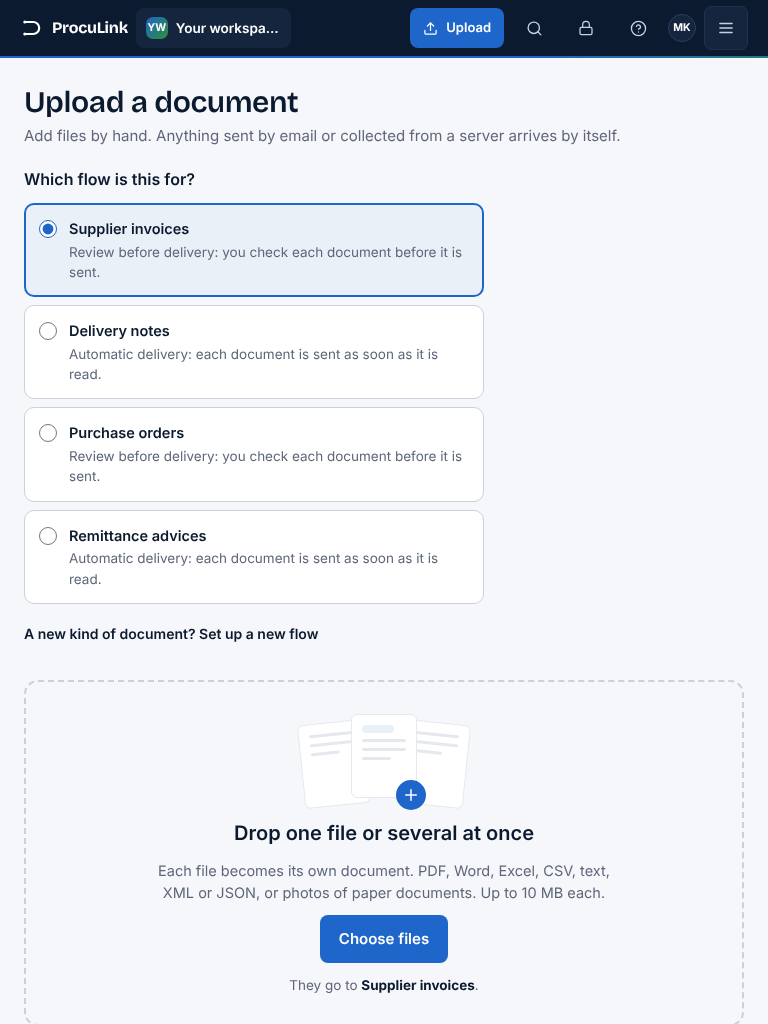 ProcuLink
YW
Your workspa...
Upload
MK
Upload a document
Add files by hand. Anything sent by email or collected from a server arrives by itself.
Which flow is this for?
Supplier invoices
Review before delivery: you check each document before it is
sent.
Delivery notes
Automatic delivery: each document is sent as soon as it is
read.
Purchase orders
Review before delivery: you check each document before it is
sent.
Remittance advices
Automatic delivery: each document is sent as soon as it is
read.
A new kind of document? Set up a new flow
Drop one file or several at once
Each file becomes its own document. PDF, Word, Excel, CSV, text,
XML or JSON, or photos of paper documents. Up to 10 MB each.
Choose files
They go to Supplier invoices.